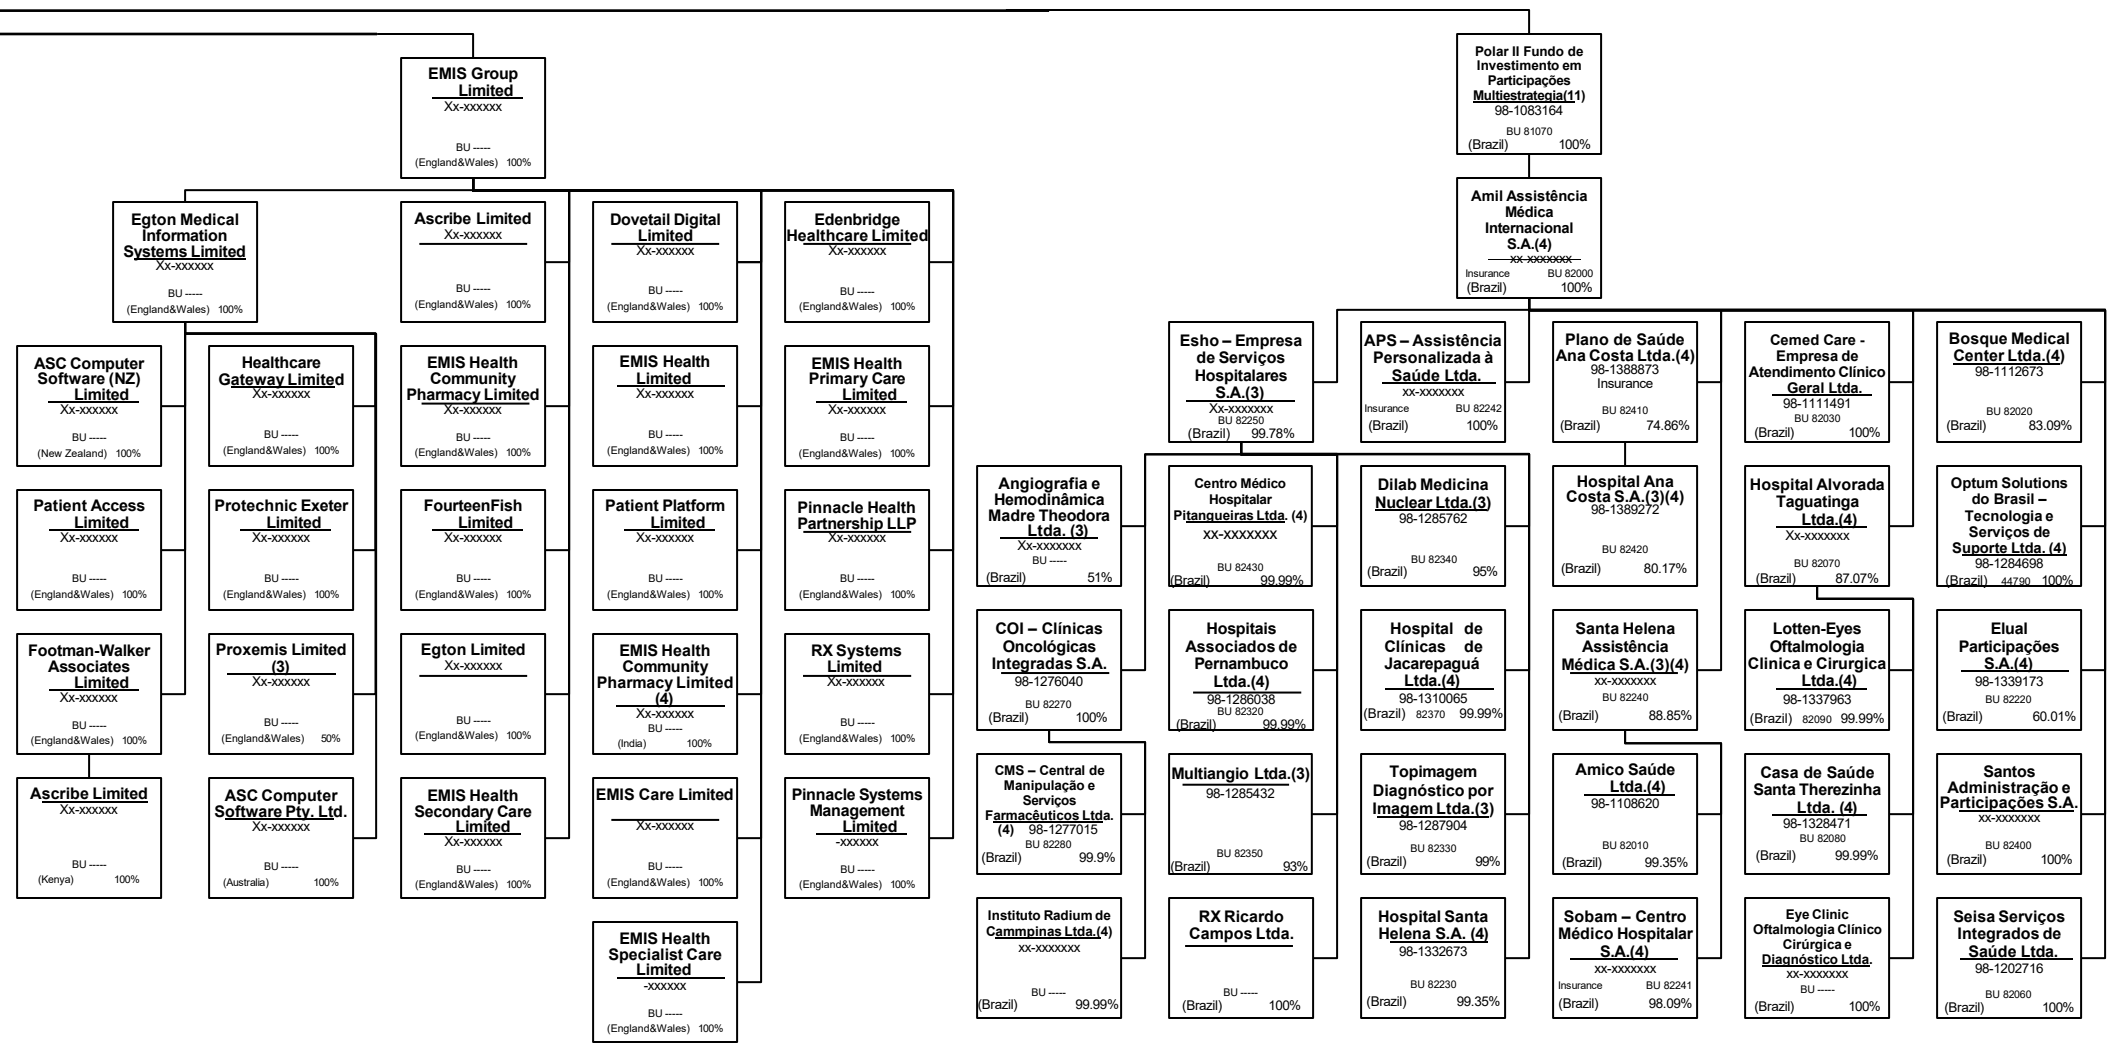 EMIS Group
Limited
Xx-xxxxxx
BU -----
(England&Wales) 100%
Polar II Fundo de
Investimento em
Participações
Multiestrategia(11)
98-1083164
BU 81070
(Brazil) 100%
Amil Assistência
Médica
Internacional
S.A.(4)
xx-xxxxxxx
Insurance BU 82000
(Brazil) 100%
Egton Medical
Information
Systems Limited
Xx-xxxxxx
BU -----
(England&Wales) 100%
Ascribe Limited
Xx-xxxxxx
BU -----
(England&Wales) 100%
Dovetail Digital
Limited
Xx-xxxxxx
BU -----
(England&Wales) 100%
Edenbridge
Healthcare Limited
Xx-xxxxxx
BU -----
(England&Wales) 100%
ASC Computer
Software (NZ)
Limited
Xx-xxxxxx
BU -----
(New Zealand) 100%
Healthcare
Gateway Limited
Xx-xxxxxx
BU -----
(England&Wales) 100%
EMIS Health
Community
Pharmacy Limited
Xx-xxxxxx
BU -----
(England&Wales) 100%
EMIS Health
Limited
Xx-xxxxxx
BU -----
(England&Wales) 100%
EMIS Health
Primary Care
Limited
Xx-xxxxxx
BU -----
(England&Wales) 100%
Patient Access
Limited
Xx-xxxxxx
BU -----
(England&Wales) 100%
Protechnic Exeter
Limited
Xx-xxxxxx
BU -----
(England&Wales) 100%
FourteenFish
Limited
Xx-xxxxxx
BU -----
(England&Wales) 100%
Patient Platform
Limited
Xx-xxxxxx
BU -----
(England&Wales) 100%
Pinnacle Health
Partnership LLP
Xx-xxxxxx
BU -----
(England&Wales) 100%
Footman-Walker
Associates
Limited
Xx-xxxxxx
BU -----
(England&Wales) 100%
Proxemis Limited
(3)
Xx-xxxxxx
BU -----
(England&Wales) 50%
Egton Limited
Xx-xxxxxx
BU -----
(England&Wales) 100%
EMIS Health
Community
Pharmacy Limited
(4)
Xx-xxxxxx
BU -----
(India) 100%
RX Systems
Limited
Xx-xxxxxx
BU -----
(England&Wales) 100%
Ascribe Limited
Xx-xxxxxx
BU -----
(Kenya) 100%
ASC Computer
Software Pty. Ltd.
Xx-xxxxxx
BU -----
(Australia) 100%
EMIS Health
Secondary Care
Limited
Xx-xxxxxx
BU -----
(England&Wales) 100%
EMIS Care Limited
Xx-xxxxxx
BU -----
(England&Wales) 100%
Pinnacle Systems
Management
Limited
-xxxxxx
BU -----
(England&Wales) 100%
EMIS Health
Specialist Care
Limited
-xxxxxx
BU -----
(England&Wales) 100%
Esho – Empresa
de Serviços
Hospitalares
S.A.(3)
Xx-xxxxxxx
BU 82250
(Brazil) 99.78%
APS – Assistência
Personalizada à
Saúde Ltda.
xx-xxxxxxx
Insurance BU 82242
(Brazil) 100%
Plano de Saúde
Ana Costa Ltda.(4)
98-1388873
Insurance
BU 82410
(Brazil) 74.86%
Cemed Care -
Empresa de
Atendimento Clínico
Geral Ltda.
98-1111491
BU 82030
(Brazil) 100%
Bosque Medical
Center Ltda.(4)
98-1112673
BU 82020
(Brazil) 83.09%
Angiografia e
Hemodinâmica
Madre Theodora
Ltda. (3)
Xx-xxxxxxx
BU -----
(Brazil) 51%
Centro Médico
Hospitalar
Pitangueiras Ltda. (4)
xx-xxxxxxx
BU 82430
(Brazil) 99.99%
Dilab Medicina
Nuclear Ltda.(3)
98-1285762
BU 82340
(Brazil) 95%
Hospital Ana
Costa S.A.(3)(4)
98-1389272
BU 82420
(Brazil) 80.17%
Hospital Alvorada
Taguatinga
Ltda.(4)
Xx-xxxxxxx
BU 82070
(Brazil) 87.07%
Optum Solutions
do Brasil –
Tecnologia e
Serviços de
Suporte Ltda. (4)
98-1284698
(Brazil) 44790 100%
COI – Clínicas
Oncológicas
Integradas S.A.
98-1276040
BU 82270
(Brazil) 100%
Hospitais
Associados de
Pernambuco
Ltda.(4)
98-1286038
BU 82320
(Brazil) 99.99%
Hospital de
Clínicas de
Jacarepaguá
Ltda.(4)
98-1310065
(Brazil) 82370 99.99%
Santa Helena
Assistência
Médica S.A.(3)(4)
xx-xxxxxxx
BU 82240
(Brazil) 88.85%
Lotten-Eyes
Oftalmologia
Clinica e Cirurgica
Ltda.(4)
98-1337963
(Brazil) 82090 99.99%
Elual
Participações
S.A.(4)
98-1339173
BU 82220
(Brazil) 60.01%
CMS – Central de
Manipulação e
Serviços
Farmacêuticos Ltda.
(4) 98-1277015
BU 82280
(Brazil) 99.9%
Multiangio Ltda.(3)
98-1285432
BU 82350
(Brazil) 93%
Topimagem
Diagnóstico por
Imagem Ltda.(3)
98-1287904
BU 82330
(Brazil) 99%
Amico Saúde
Ltda.(4)
98-1108620
BU 82010
(Brazil) 99.35%
Casa de Saúde
Santa Therezinha
Ltda. (4)
98-1328471
BU 82080
(Brazil) 99.99%
Santos
Administração e
Participações S.A.
xx-xxxxxxx
BU 82400
(Brazil) 100%
Instituto Radium de
Cammpinas Ltda.(4)
xx-xxxxxxx
BU -----
(Brazil) 99.99%
RX Ricardo
Campos Ltda.
BU -----
(Brazil) 100%
Hospital Santa
Helena S.A. (4)
98-1332673
BU 82230
(Brazil) 99.35%
Sobam – Centro
Médico Hospitalar
S.A.(4)
xx-xxxxxxx
Insurance BU 82241
(Brazil) 98.09%
Eye Clinic
Oftalmologia Clínico
Cirúrgica e
Diagnóstico Ltda.
xx-xxxxxxx
BU -----
(Brazil) 100%
Seisa Serviços
Integrados de
Saúde Ltda.
98-1202716
BU 82060
(Brazil) 100%